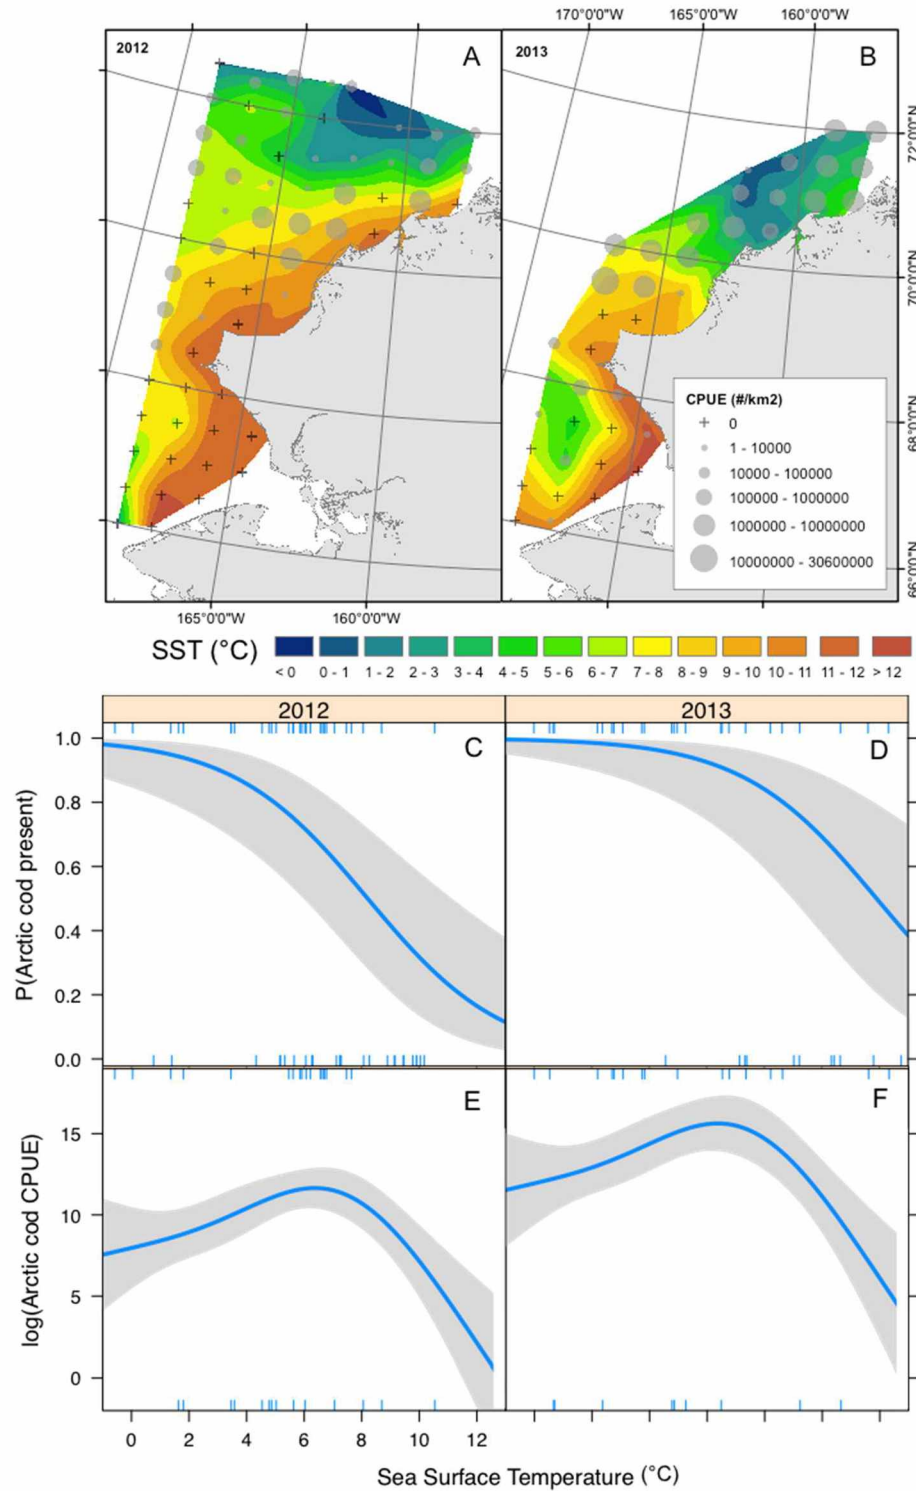 170°0'0"W 165°0'0"W 160°0'0"W
2012 A
2013 B
72°0'0"N
70°0'0"N
68°0'0"N
66°0'0"N
CPUE (#/km2)
0
1 - 10000
10000 - 100000
100000 - 1000000
1000000 - 10000000
10000000 - 30600000
165°0'0"W 160°0'0"W
SST (°C)
< 0 0 - 1 1 - 2 2 - 3 3 - 4 4 - 5 5 - 6 6 - 7 7 - 8 8 - 9 9 - 10 10 - 11 11 - 12 > 12
2012 2013
C D
P(Arctic cod present)
1.0
0.8
0.6
0.4
0.2
0.0
E F
log(Arctic cod CPUE)
15
10
5
0
0 2 4 6 8 10 12
Sea Surface Temperature (°C)